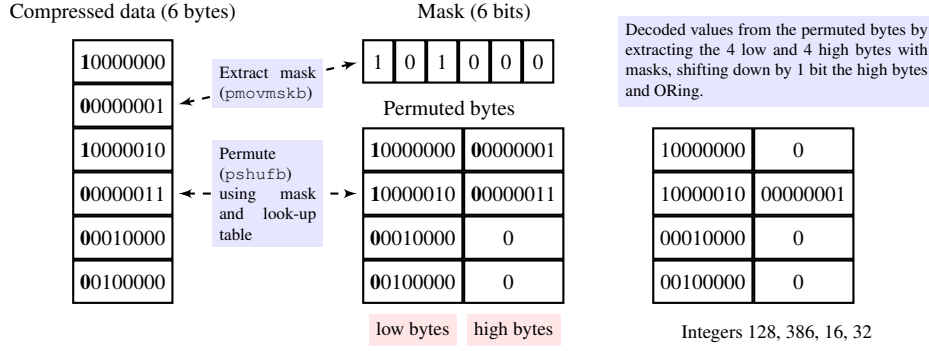 Compressed data (6 bytes)
10000000
00000001
10000010
00000011
00010000
00100000
Extract mask
(pmovmskb)
Permute
(pshufb)
using mask
and look-up
table
Mask (6 bits)
1 0 1 0 0 0
Permuted bytes
10000000 00000001
10000010 00000011
00010000 0
00100000 0
low bytes high bytes
Decoded values from the permuted bytes by
extracting the 4 low and 4 high bytes with
masks, shifting down by 1 bit the high bytes
and ORing.
10000000 0
10000010 00000001
00010000 0
00100000 0
Integers 128, 386, 16, 32